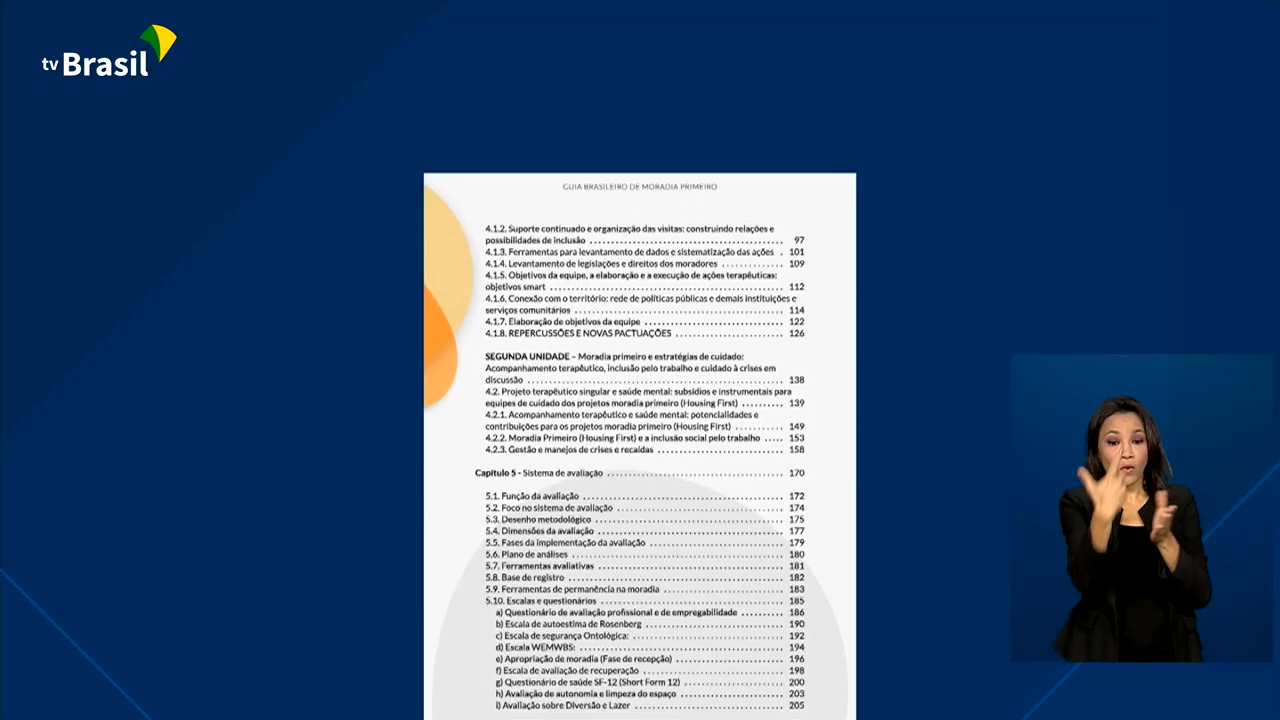 tv Brasil
GUIA BRASILEIRO DE MORADIA PRIMEIRO
4.1.2. Suporte continuado e organização das visitas: construindo relações e
possibilidades de inclusão ................................................ 97
4.1.3. Ferramentas para levantamento de dados e sistematização das ações . 101
4.1.4. Levantamento de legislações e direitos dos moradores ............ 109
4.1.5. Objetivos da equipe, a elaboração e a execução de ações terapêuticas:
objetivos smart ........................................................ 112
4.1.6. Conexão com o território: rede de políticas públicas e demais instituições e
serviços comunitários ................................................... 114
4.1.7. Elaboração de objetivos da equipe ................................ 122
4.1.8. REPERCUSSÕES E NOVAS PACTUAÇÕES .......................... 126
SEGUNDA UNIDADE – Moradia primeiro e estratégias de cuidado:
Acompanhamento terapêutico, inclusão pelo trabalho e cuidado à crises em
discussão ............................................................. 138
4.2. Projeto terapêutico singular e saúde mental: subsídios e instrumentais para
equipes de cuidado dos projetos moradia primeiro (Housing First) .......... 139
4.2.1. Acompanhamento terapêutico e saúde mental: potencialidades e
contribuições para os projetos moradia primeiro (Housing First) ........... 149
4.2.2. Moradia Primeiro (Housing First) e a inclusão social pelo trabalho ..... 153
4.2.3. Gestão e manejos de crises e recaídas ............................. 158
Capítulo 5 - Sistema de avaliação ........................................ 170
5.1. Função da avaliação ............................................... 172
5.2. Foco no sistema de avaliação ....................................... 174
5.3. Desenho metodológico ............................................. 175
5.4. Dimensões da avaliação ............................................ 177
5.5. Fases da implementação da avaliação ............................... 179
5.6. Plano de análises .................................................. 180
5.7. Ferramentas avaliativas ............................................ 181
5.8. Base de registro ................................................... 182
5.9. Ferramentas de permanência na moradia ............................ 183
5.10. Escalas e questionários ........................................... 185
a) Questionário de avaliação profissional e de empregabilidade ......... 186
b) Escala de autoestima de Rosenberg ................................ 190
c) Escala de segurança Ontológica: ................................... 192
d) Escala WEMWBS: ................................................. 194
e) Apropriação de moradia (Fase de recepção) ......................... 196
f) Escala de avaliação de recuperação ................................. 198
g) Questionário de saúde SF-12 (Short Form 12) ....................... 200
h) Avaliação de autonomia e limpeza do espaço ........................ 203
i) Avaliação sobre Diversão e Lazer ................................... 205